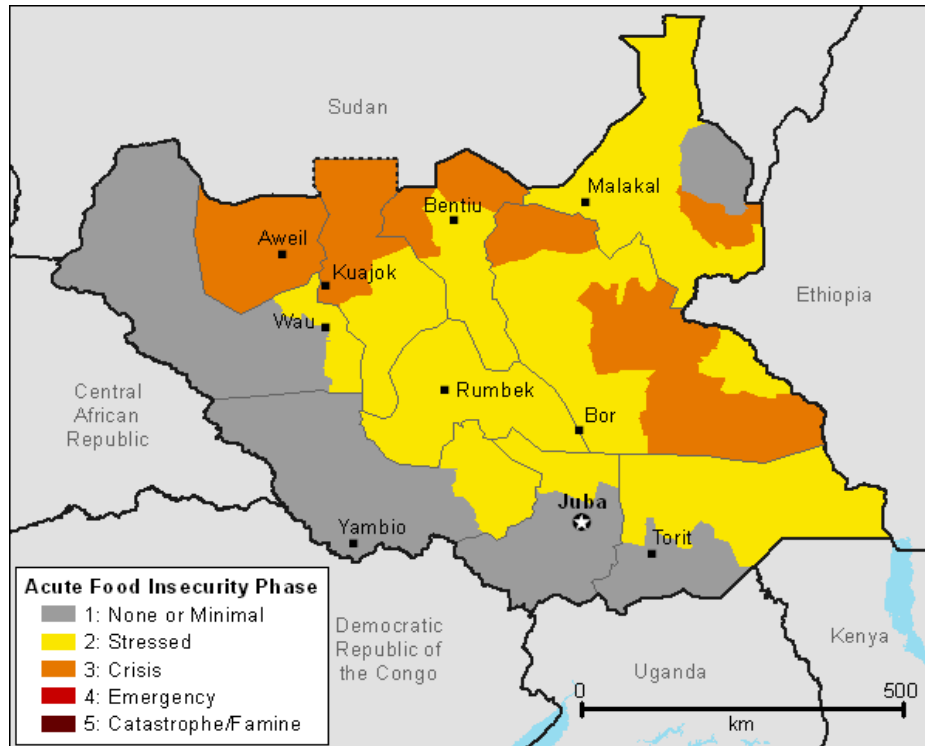 Sudan
Malakal
Bentiu
Aweil
Kuajok
Ethiopia
Wau
Central
African
Republic
Rumbek
Bor
Juba
Yambio
Torit
Acute Food Insecurity Phase
1: None or Minimal
2: Stressed
3: Crisis
4: Emergency
5: Catastrophe/Famine
Democratic
Republic of
the Congo
Uganda
Kenya
0 500
km